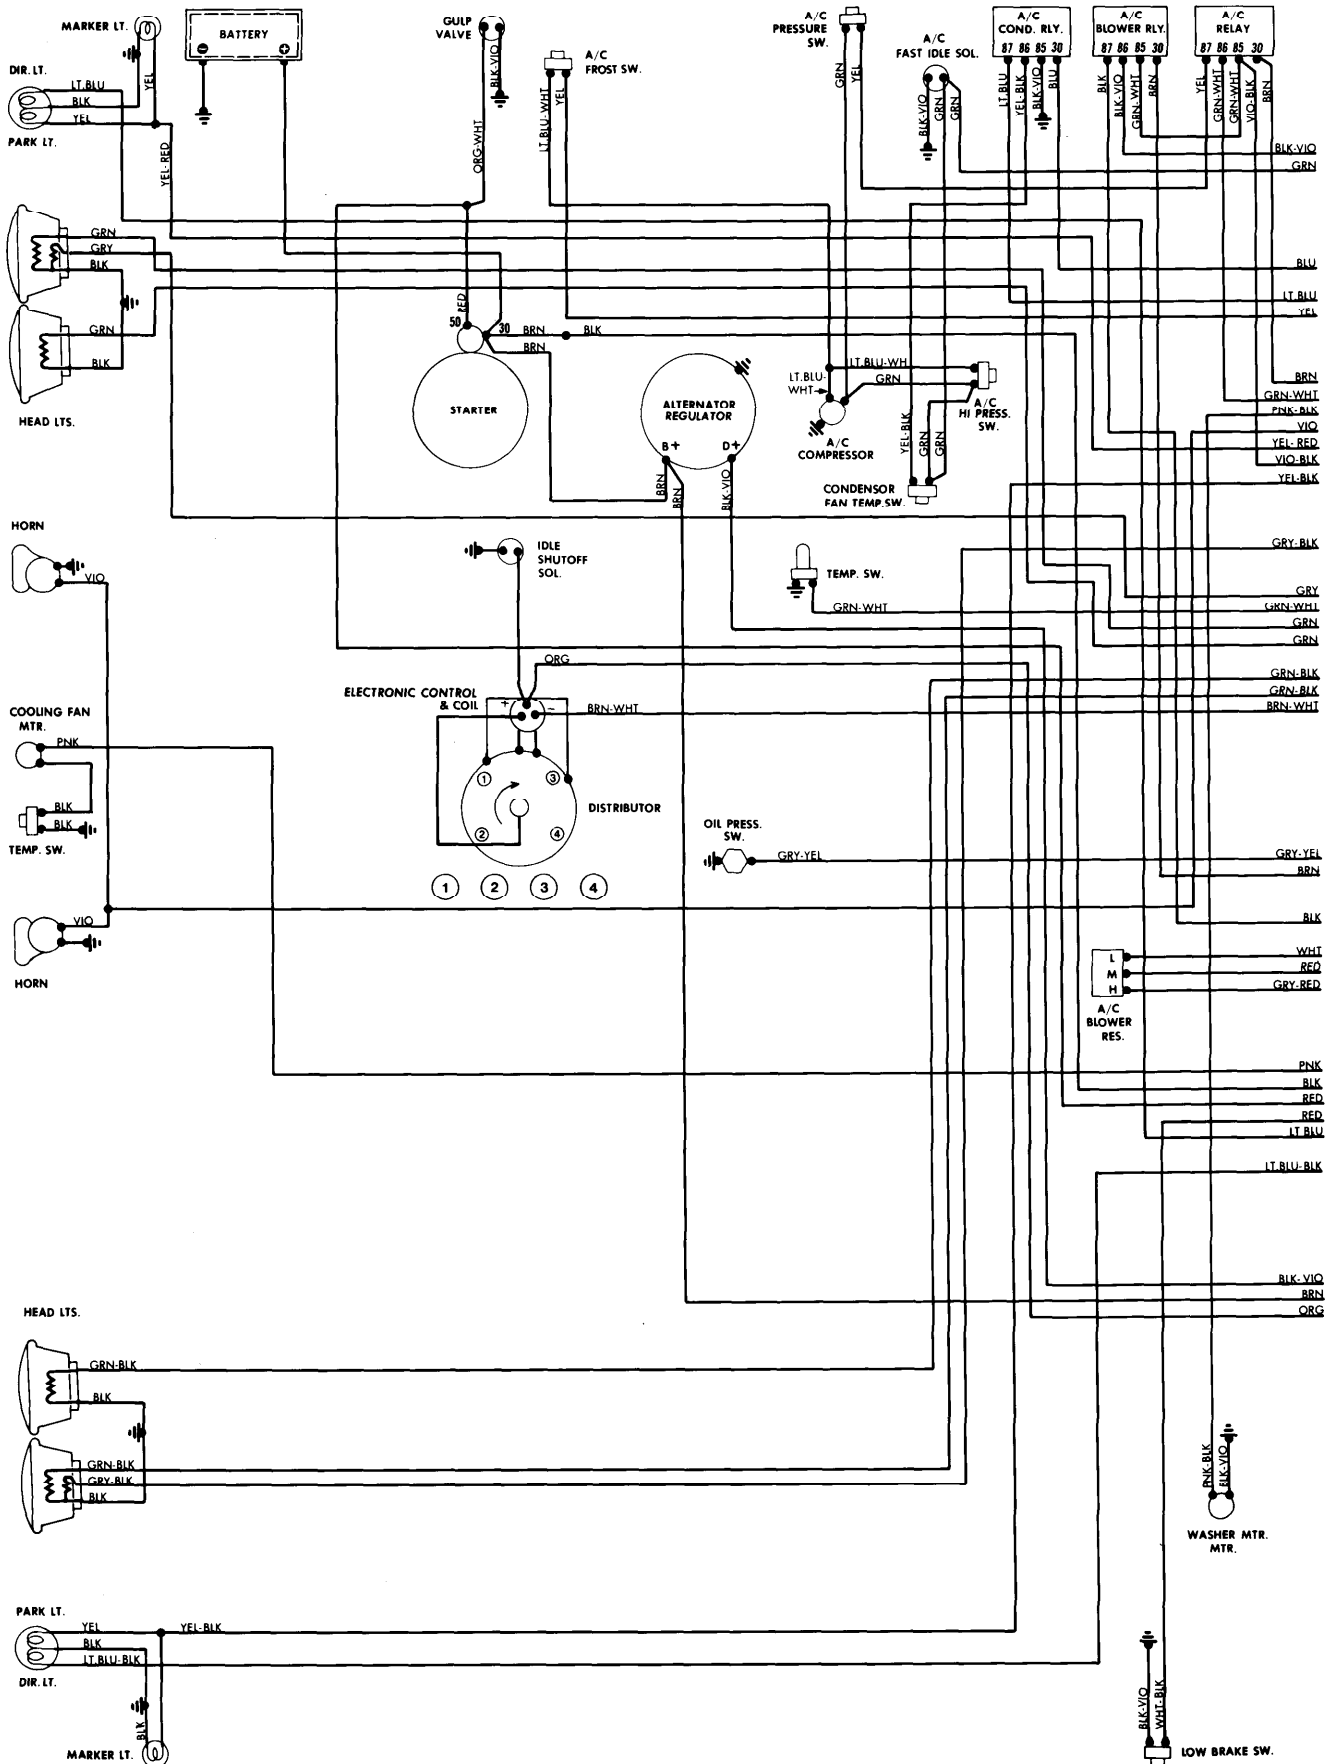 MARKER LT.
BATTERY
GULP
VALVE
A/C
FROST SW.
A/C
PRESSURE
SW.
A/C
FAST IDLE SOL.
A/C
COND. RLY.
87 86 85 30
A/C
BLOWER RLY.
87 86 85 30
A/C
RELAY
87 86 85 30
DIR. LT.
LT.BLU
BLK
YEL
YEL
PARK LT.
YEL-RED
ORG-WHT
BLK-VIO
LT.BLU-WHT
YEL
GRN
YEL
BLK-VIO
GRN
GRN
LT.BLU
YEL-BLK
BLK-VIO
BLU
BLK
BLK-VIO
GRN-WHT
BRN
YEL
GRN-WHT
GRN-WHT
VIO-BLK
BRN
BLK-VIO
GRN
GRN
GRY
BLK
BLU
LT.BLU
YEL
GRN
BLK
HEAD LTS.
RED
50
30
BRN
BLK
BRN
STARTER
ALTERNATOR
REGULATOR
B+
D+
BRN
BRN
BLK-VIO
LT.BLU-WH
LT.BLU-
WHT
GRN
A/C
HI PRESS.
SW.
A/C
COMPRESSOR
YEL-BLK
GRN
GRN
CONDENSOR
FAN TEMP.SW.
BRN
GRN-WHT
PNK-BLK
VIO
YEL-RED
VIO-BLK
YEL-BLK
HORN
VIO
IDLE
SHUTOFF
SOL.
TEMP. SW.
GRN-WHT
GRY-BLK
GRY
GRN-WHT
GRN
GRN
ORG
ELECTRONIC CONTROL
& COIL
+
-
BRN-WHT
GRN-BLK
GRN-BLK
BRN-WHT
COOLING FAN
MTR.
PNK
BLK
BLK
TEMP. SW.
1
3
2
4
DISTRIBUTOR
1 2 3 4
OIL PRESS.
SW.
GRY-YEL
GRY-YEL
BRN
VIO
HORN
BLK
L
M
H
A/C
BLOWER
RES.
WHT
RED
GRY-RED
PNK
BLK
RED
RED
LT BLU
LT.BLU-BLK
BLK-VIO
BRN
ORG
HEAD LTS.
GRN-BLK
BLK
GRN-BLK
GRY-BLK
BLK
PNK-BLK
BLK-VIO
WASHER MTR.
MTR.
PARK LT.
YEL
YEL-BLK
BLK
LT.BLU-BLK
DIR. LT.
BLK
MARKER LT.
BLK-VIO
WHT-BLK
LOW BRAKE SW.